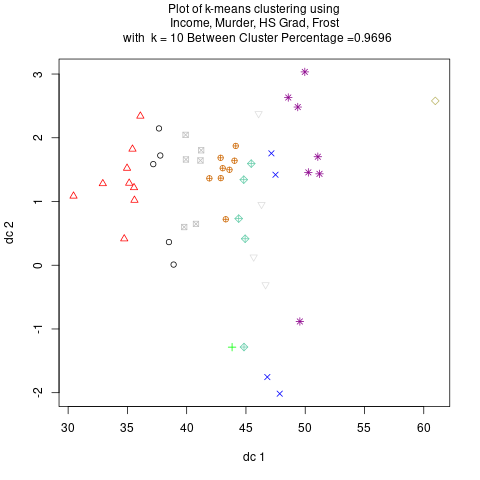 Plot of k-means clustering using
Income, Murder, HS Grad, Frost
with k = 10 Between Cluster Percentage =0.9696
3
2
1
0
-1
-2
dc 2
30 35 40 45 50 55 60
dc 1